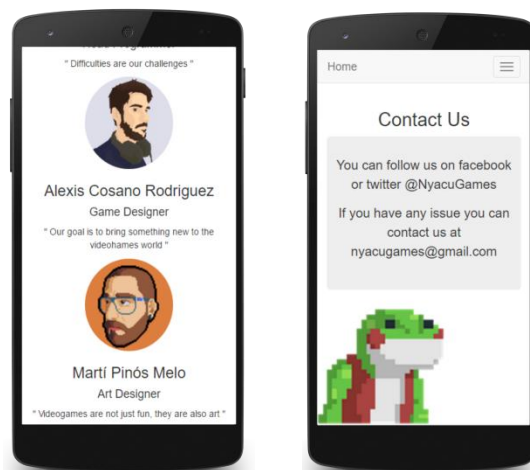 " Difficulties are our challenges "
Alexis Cosano Rodriguez
Game Designer
" Our goal is to bring something new to the
videohames world "
Martí Pinós Melo
Art Designer
" Videogames are not just fun, they are also art "
Home
Contact Us
You can follow us on facebook
or twitter @NyacuGames
If you have any issue you can
contact us at
nyacugames@gmail.com